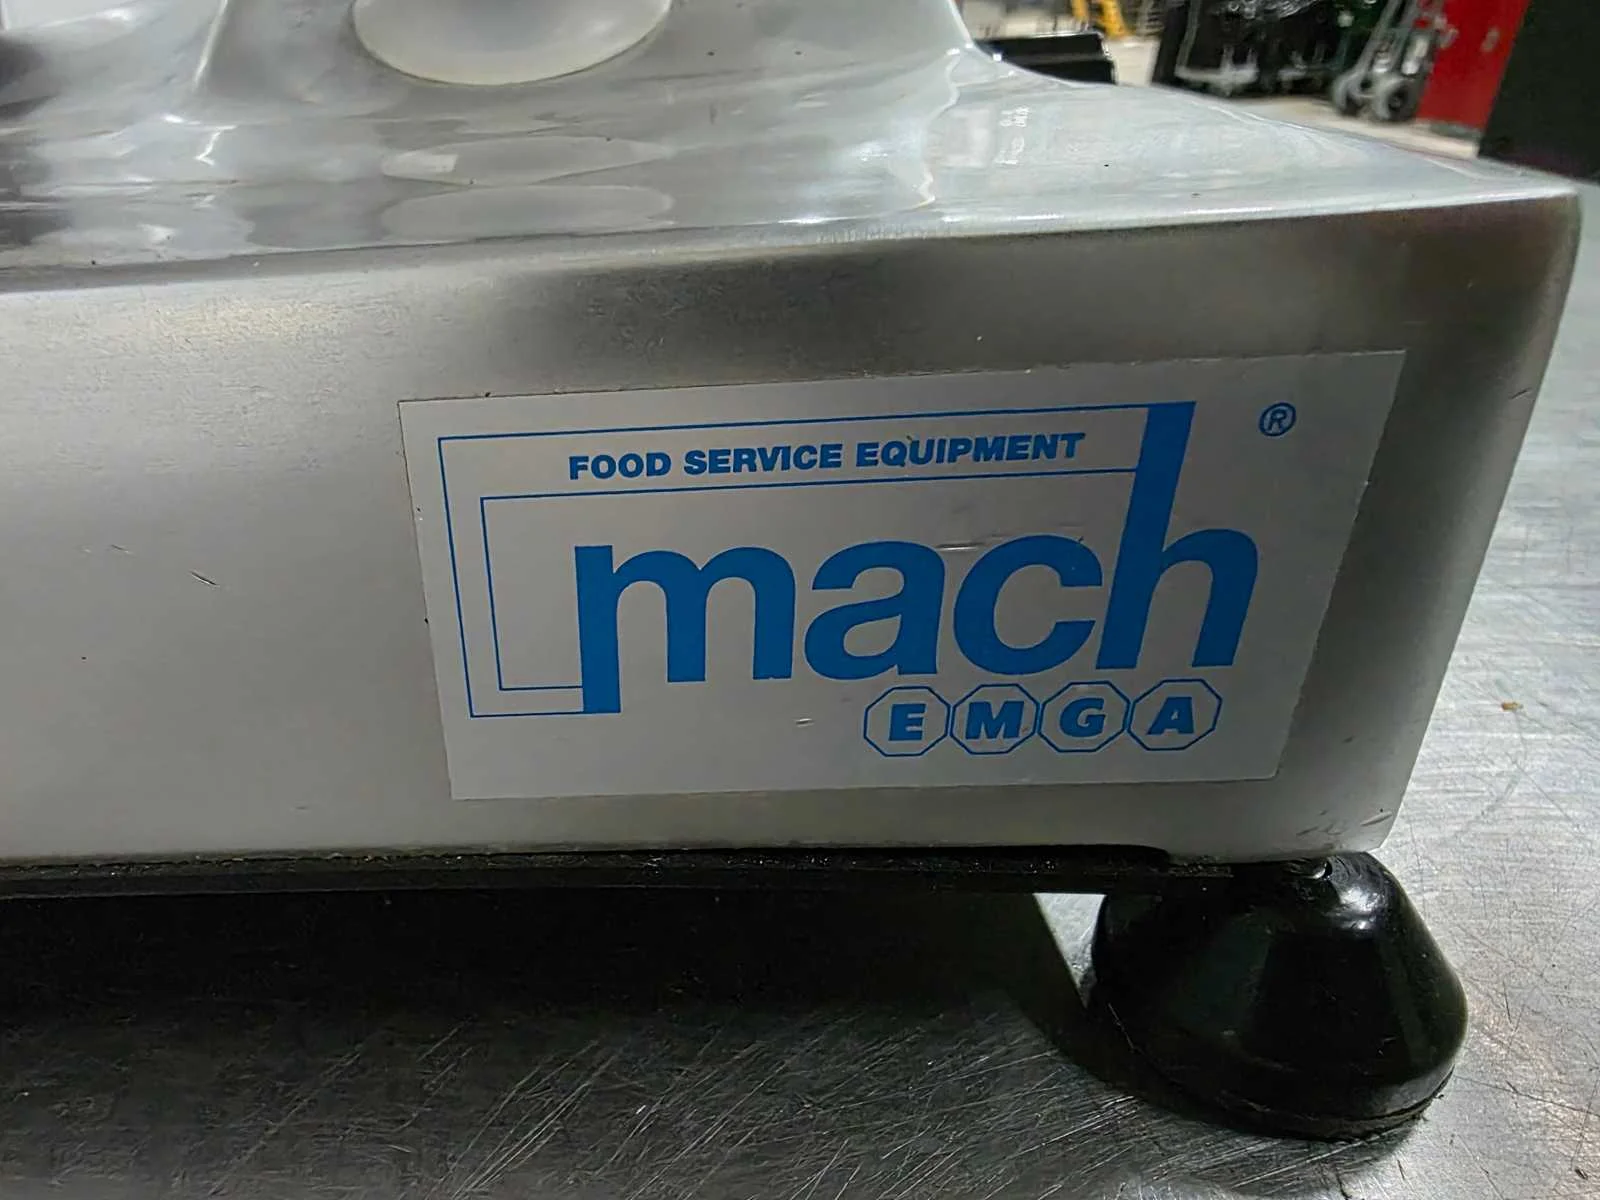 ®
FOOD SERVICE EQUIPMENT
mach
EMGA